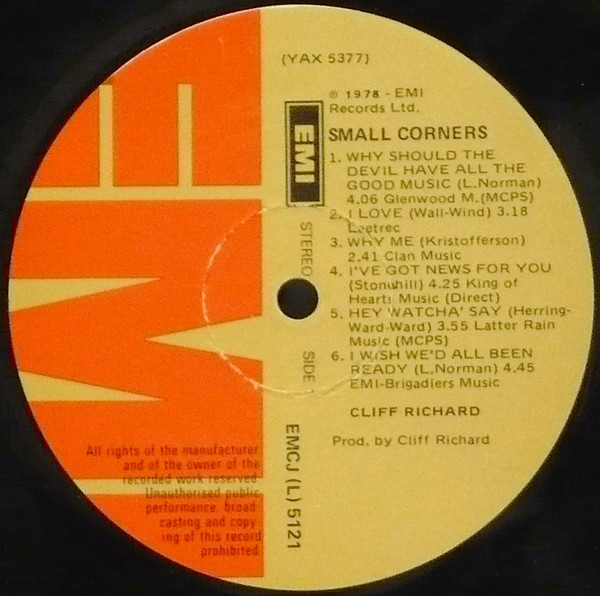 (YAX 5377)
℗ 1978 - EMI
Records Ltd.
EMI
SMALL CORNERS
1. WHY SHOULD THE
DEVIL HAVE ALL THE
GOOD MUSIC (L.Norman)
4.06 Glenwood M.(MCPS)
2. I LOVE (Wall-Wind) 3.18
Leetrec
3. WHY ME (Kristofferson)
2.41 Clan Music
4. I'VE GOT NEWS FOR YOU
(Stonehill) 4.25 King of
Hearts Music (Direct)
5. HEY WATCHA' SAY (Herring-
Ward-Ward) 3.55 Latter Rain
Music (MCPS)
6. I WISH WE'D ALL BEEN
READY (L.Norman) 4.45
EMI-Brigadiers Music
CLIFF RICHARD
Prod. by Cliff Richard
STEREO
SIDE 1
EMCJ (L) 5121
All rights of the manufacturer
and of the owner of the
recorded work reserved.
Unauthorised public
performance, broad-
casting and copy-
ing of this record
prohibited.
EMI